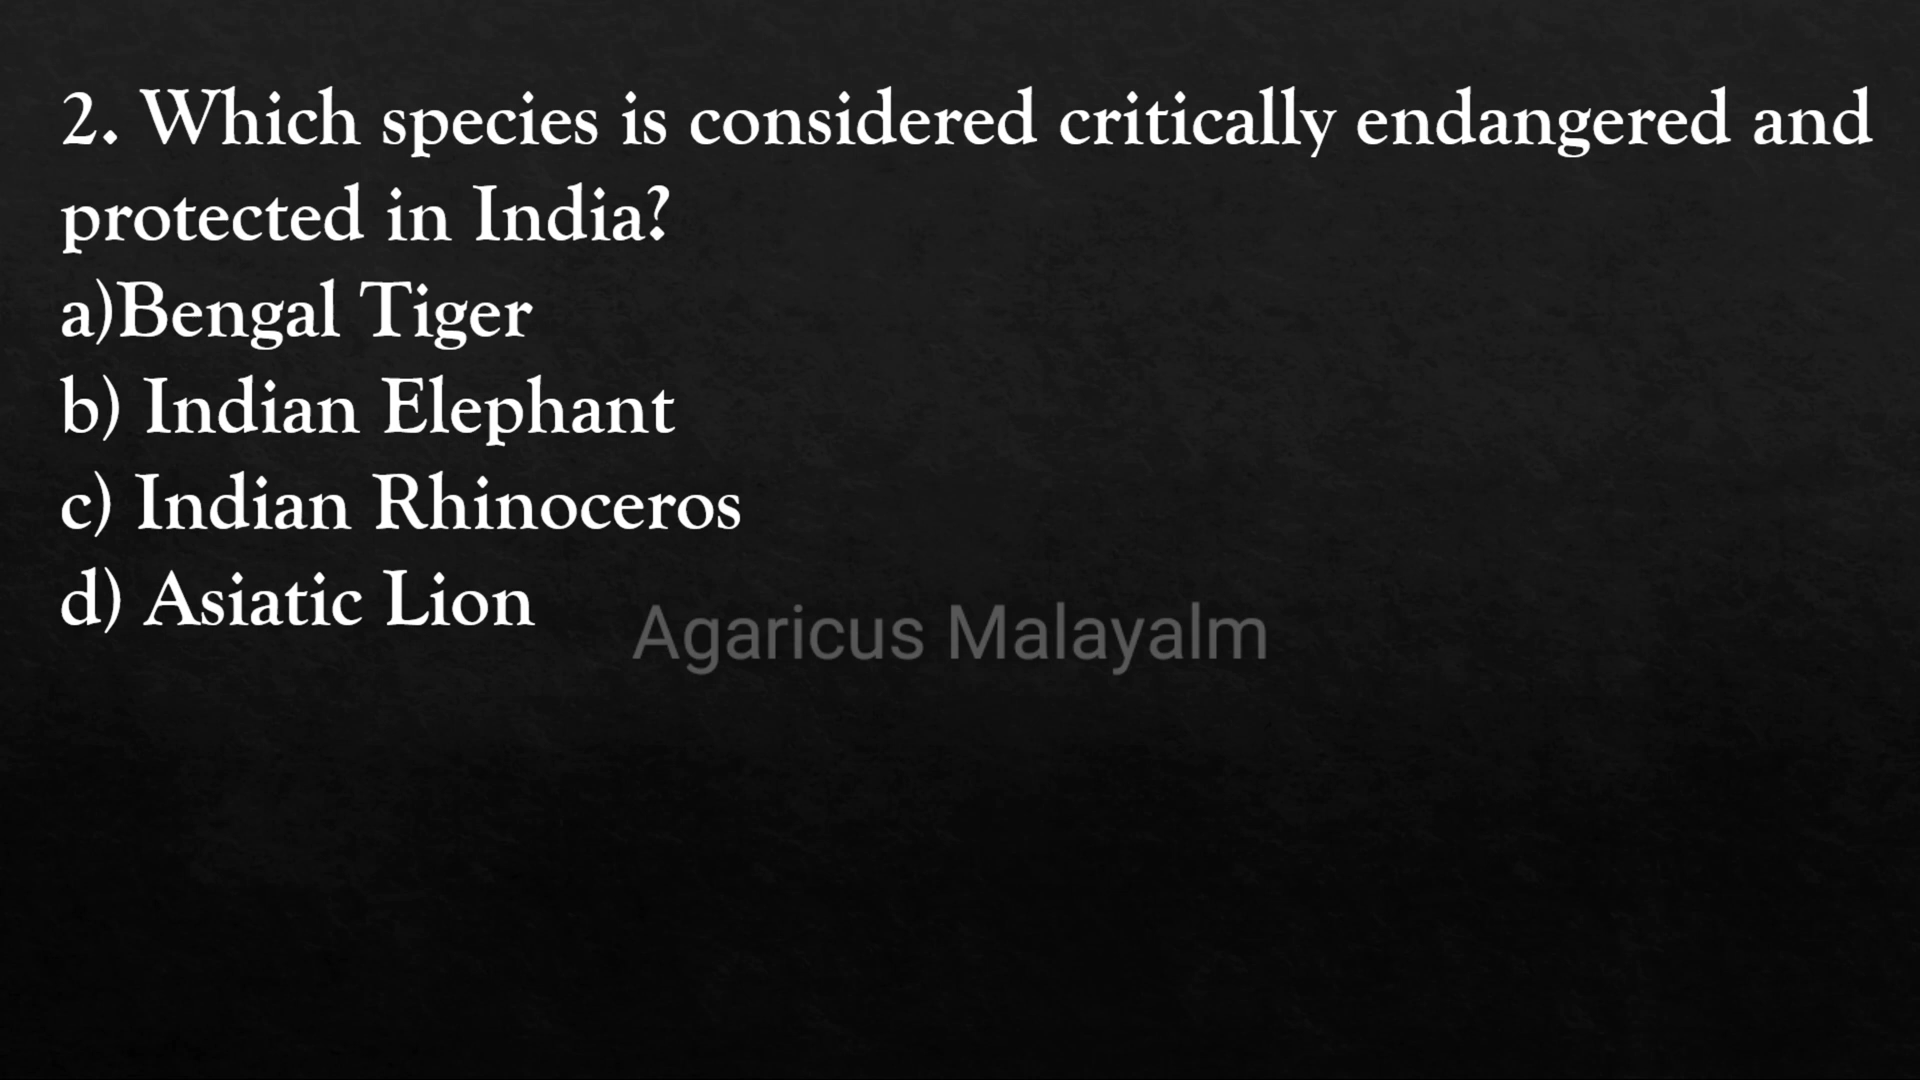 2. Which species is considered critically endangered and
protected in India?
a)Bengal Tiger
b) Indian Elephant
c) Indian Rhinoceros
d) Asiatic Lion
Agaricus Malayalm